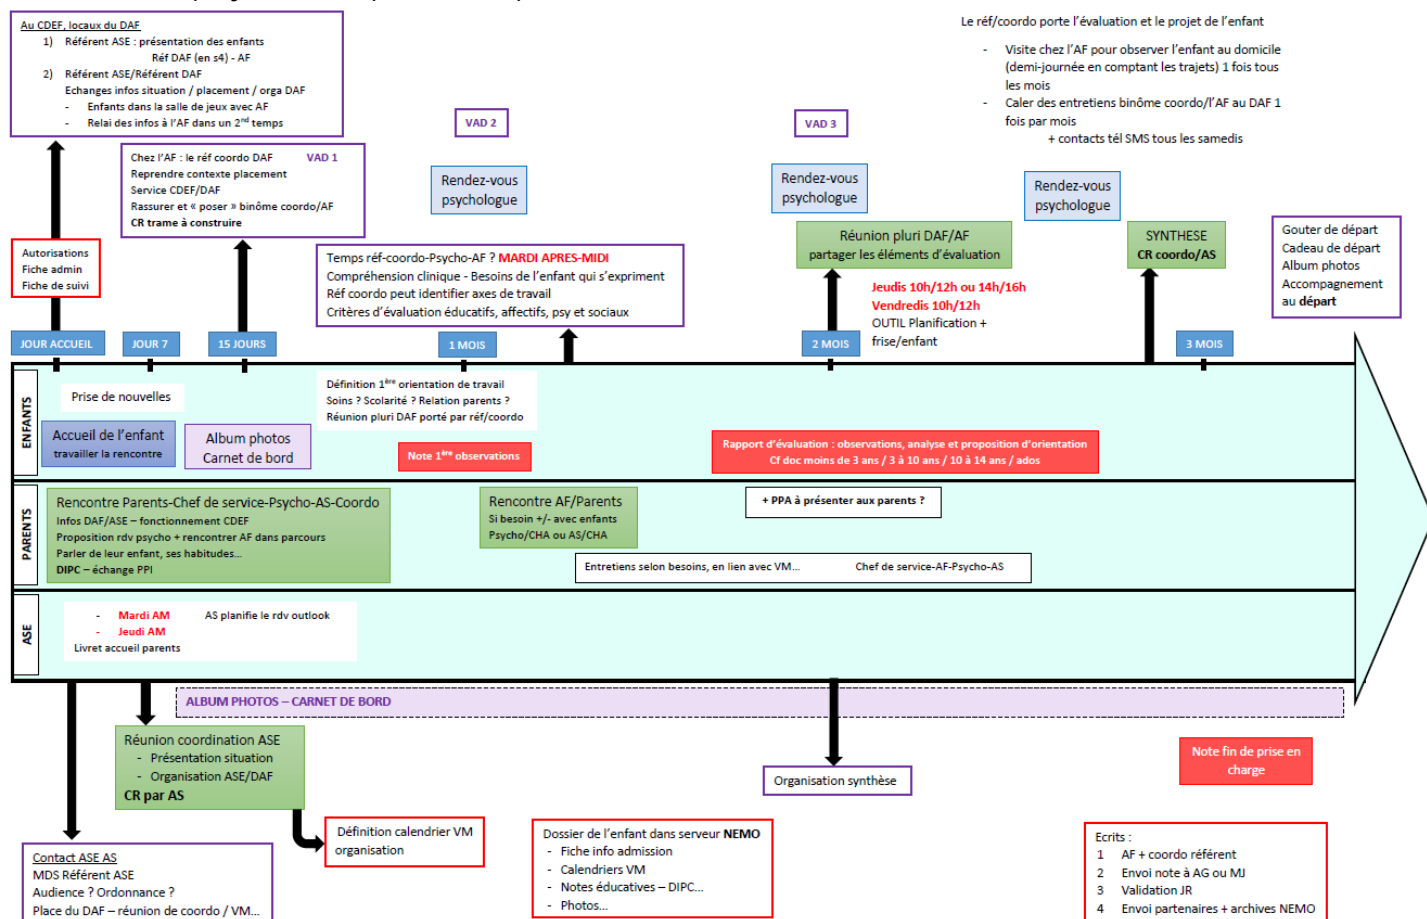 Au CDEF, locaux du DAF
1) Référent ASE : présentation des enfants
Réf DAF (en s4) - AF
2) Référent ASE/Référent DAF
Echanges infos situation / placement / orga DAF
- Enfants dans la salle de jeux avec AF
- Relai des infos à l'AF dans un 2nd temps
Le réf/coordo porte l'évaluation et le projet de l'enfant
- Visite chez l'AF pour observer l'enfant au domicile
(demi-journée en comptant les trajets) 1 fois tous
les mois
- Caler des entretiens binôme coordo/l'AF au DAF 1
fois par mois
+ contacts tél SMS tous les samedis
VAD 2
VAD 3
Chez l'AF : le réf coordo DAF VAD 1
Reprendre contexte placement
Service CDEF/DAF
Rassurer et « poser » binôme coordo/AF
CR trame à construire
Rendez-vous
psychologue
Rendez-vous
psychologue
Rendez-vous
psychologue
Autorisations
Fiche admin
Fiche de suivi
Temps réf-coordo-Psycho-AF ? MARDI APRES-MIDI
Compréhension clinique - Besoins de l'enfant qui s'expriment
Réf coordo peut identifier axes de travail
Critères d'évaluation éducatifs, affectifs, psy et sociaux
Réunion pluri DAF/AF
partager les éléments d'évaluation
Jeudis 10h/12h ou 14h/16h
Vendredis 10h/12h
OUTIL Planification +
frise/enfant
SYNTHESE
CR coordo/AS
Gouter de départ
Cadeau de départ
Album photos
Accompagnement
au départ
JOUR ACCUEIL
JOUR 7
15 JOURS
1 MOIS
2 MOIS
3 MOIS
ENFANTS
Prise de nouvelles
Accueil de l'enfant
travailler la rencontre
Album photos
Carnet de bord
Définition 1ère orientation de travail
Soins ? Scolarité ? Relation parents ?
Réunion pluri DAF porté par réf/coordo
Note 1ère observations
Rapport d'évaluation : observations, analyse et proposition d'orientation
Cf doc moins de 3 ans / 3 à 10 ans / 10 à 14 ans / ados
PARENTS
Rencontre Parents-Chef de service-Psycho-AS-Coordo
Infos DAF/ASE – fonctionnement CDEF
Proposition rdv psycho + rencontrer AF dans parcours
Parler de leur enfant, ses habitudes...
DIPC – échange PPI
Rencontre AF/Parents
Si besoin +/- avec enfants
Psycho/CHA ou AS/CHA
+ PPA à présenter aux parents ?
Entretiens selon besoins, en lien avec VM... Chef de service-AF-Psycho-AS
ASE
- Mardi AM AS planifie le rdv outlook
- Jeudi AM
Livret accueil parents
ALBUM PHOTOS – CARNET DE BORD
Réunion coordination ASE
- Présentation situation
- Organisation ASE/DAF
CR par AS
Organisation synthèse
Note fin de prise en
charge
Définition calendrier VM
organisation
Contact ASE AS
MDS Référent ASE
Audience ? Ordonnance ?
Place du DAF – réunion de coordo / VM...
Dossier de l'enfant dans serveur NEMO
- Fiche info admission
- Calendriers VM
- Notes éducatives – DIPC...
- Photos...
Ecrits :
1 AF + coordo référent
2 Envoi note à AG ou MJ
3 Validation JR
4 Envoi partenaires + archives NEMO